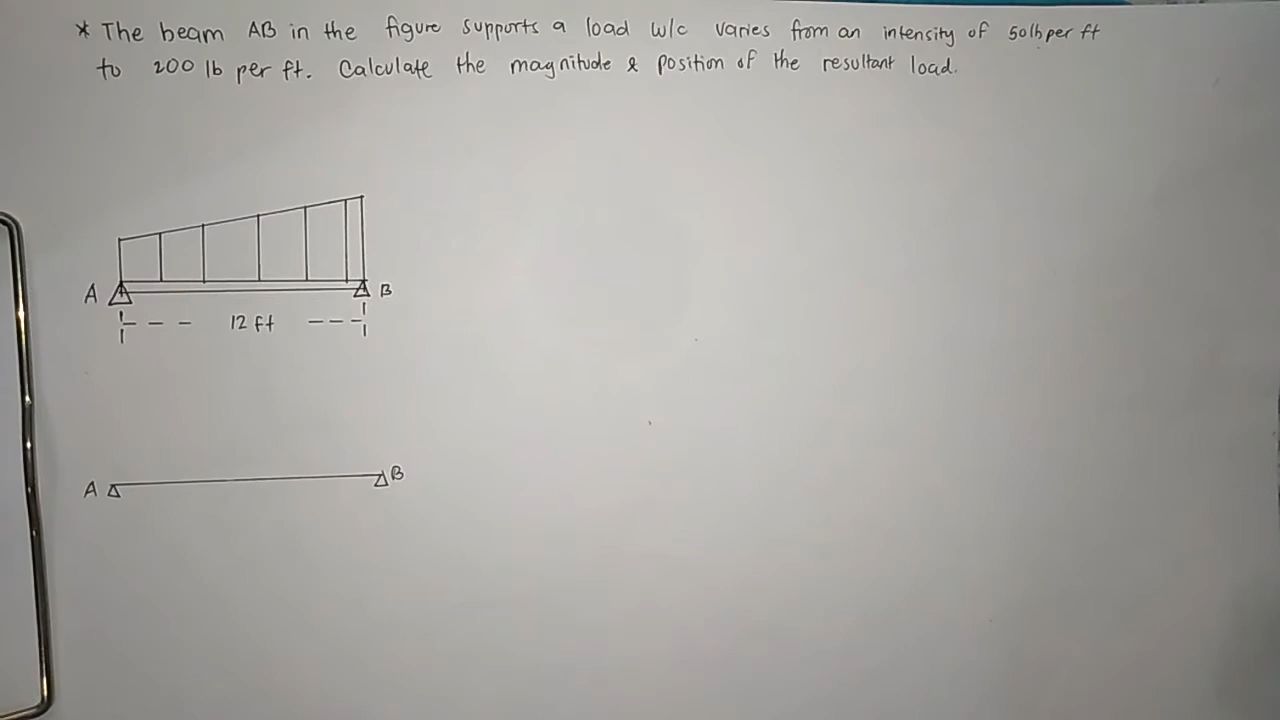 * The beam AB in the figure supports a load w/c varies from an intensity of 50lb per ft
to 200 lb per ft. Calculate the magnitude & position of the resultant load.
A B
12 ft
A B